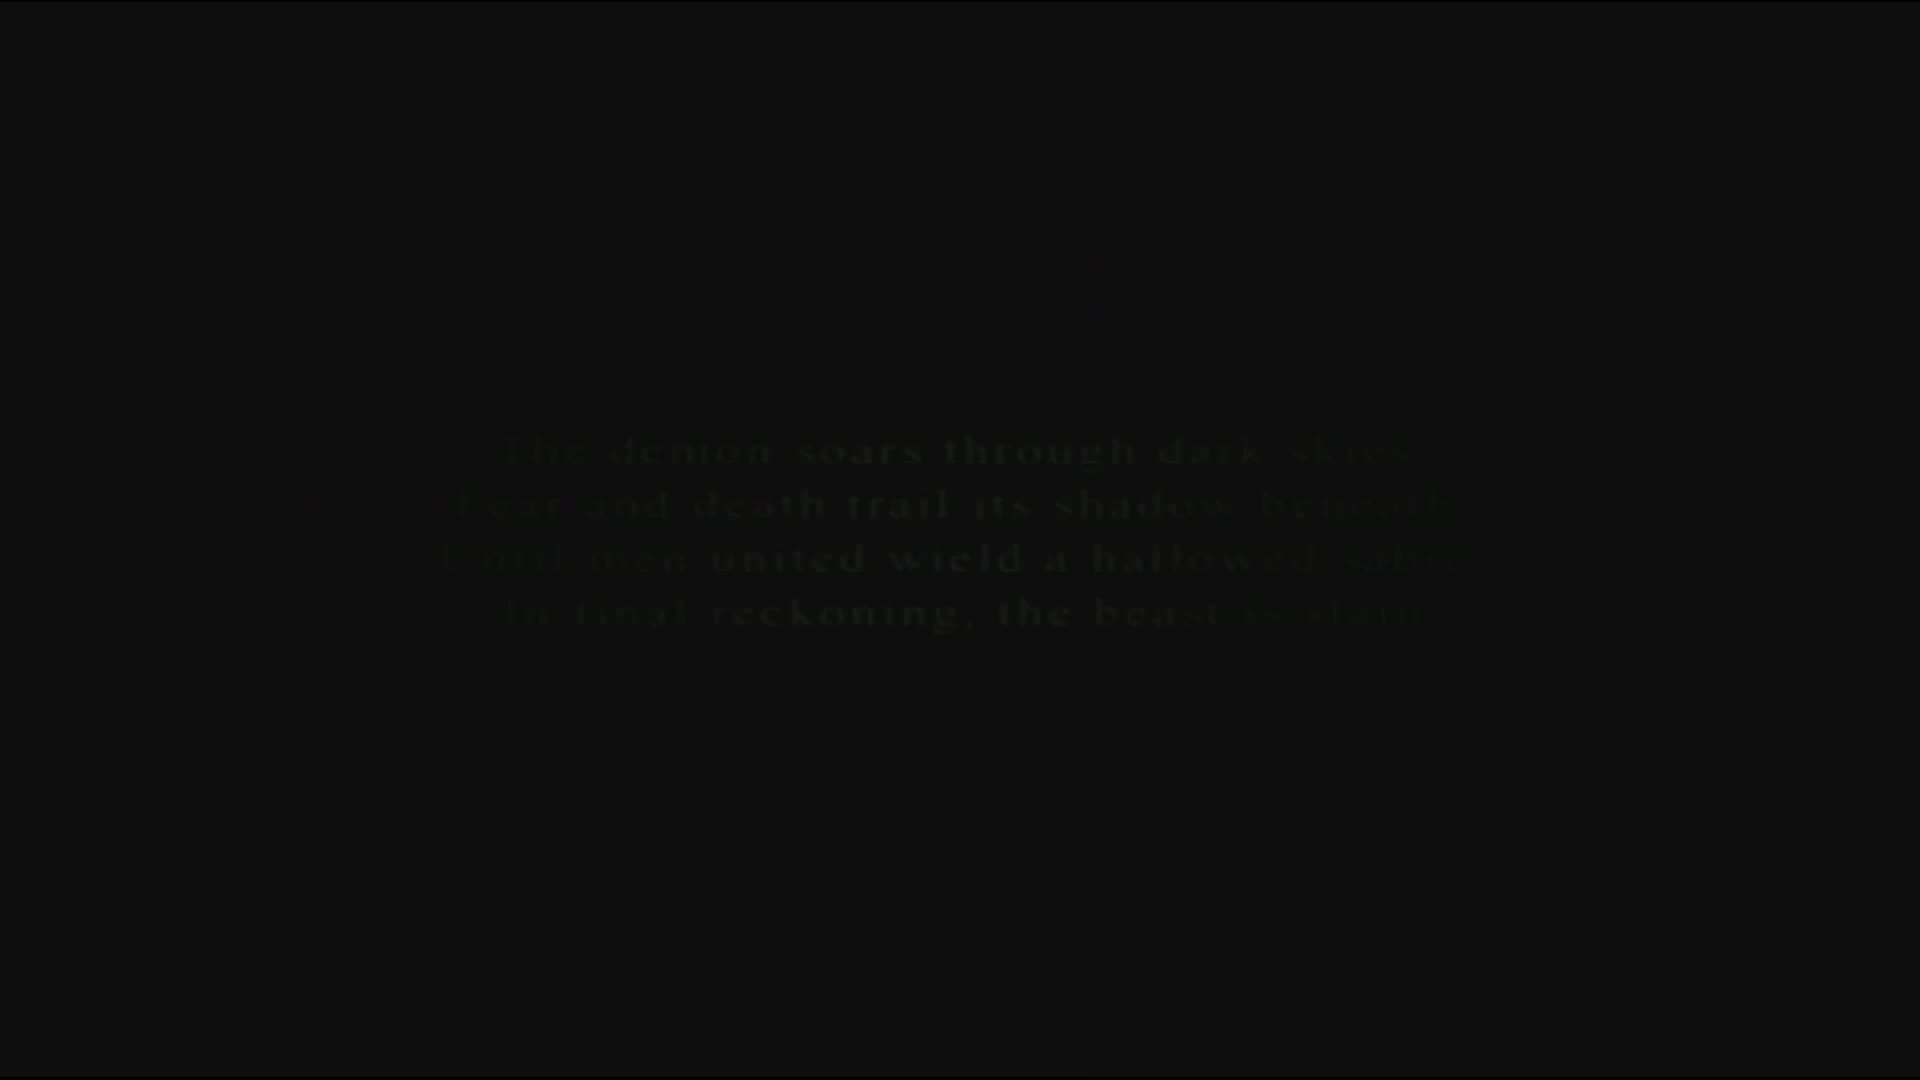 The demon soars through dark skies
Fear and death trail its shadow beneath
Until men united wield a hallowed sabre
In final reckoning, the beast is slain